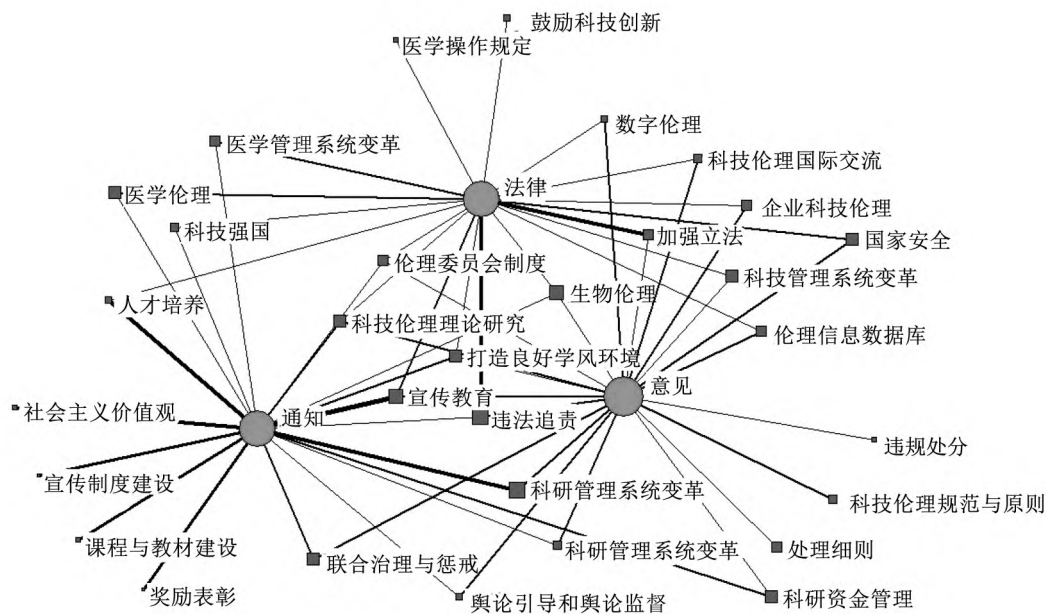 鼓励科技创新
医学操作规定
数字伦理
医学管理系统变革
科技伦理国际交流
医学伦理
法律
企业科技伦理
科技强国
加强立法
国家安全
伦理委员会制度
科技管理系统变革
生物伦理
人才培养
科技伦理理论研究
伦理信息数据库
打造良好学风环境
意见
宣传教育
社会主义价值观
通知
违法追责
违规处分
宣传制度建设
科研管理系统变革
科技伦理规范与原则
课程与教材建设
联合治理与惩戒
科研管理系统变革
处理细则
奖励表彰
舆论引导和舆论监督
科研资金管理